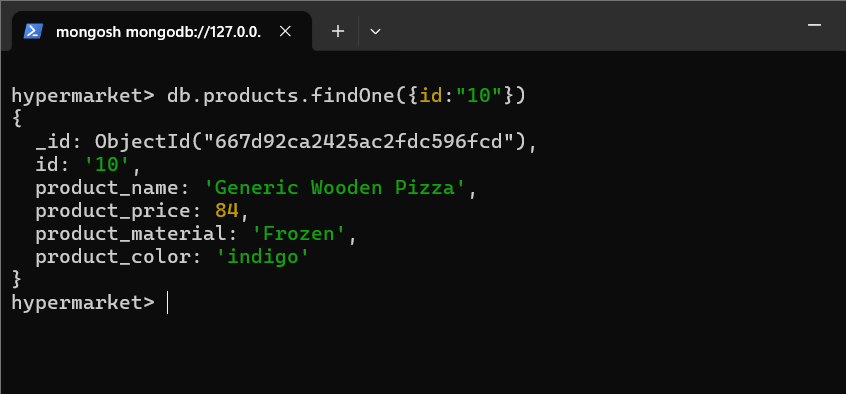 mongosh mongodb://127.0.0.
hypermarket> db.products.findOne({id:"10"})
{
  _id: ObjectId("667d92ca2425ac2fdc596fcd"),
  id: '10',
  product_name: 'Generic Wooden Pizza',
  product_price: 84,
  product_material: 'Frozen',
  product_color: 'indigo'
}
hypermarket>